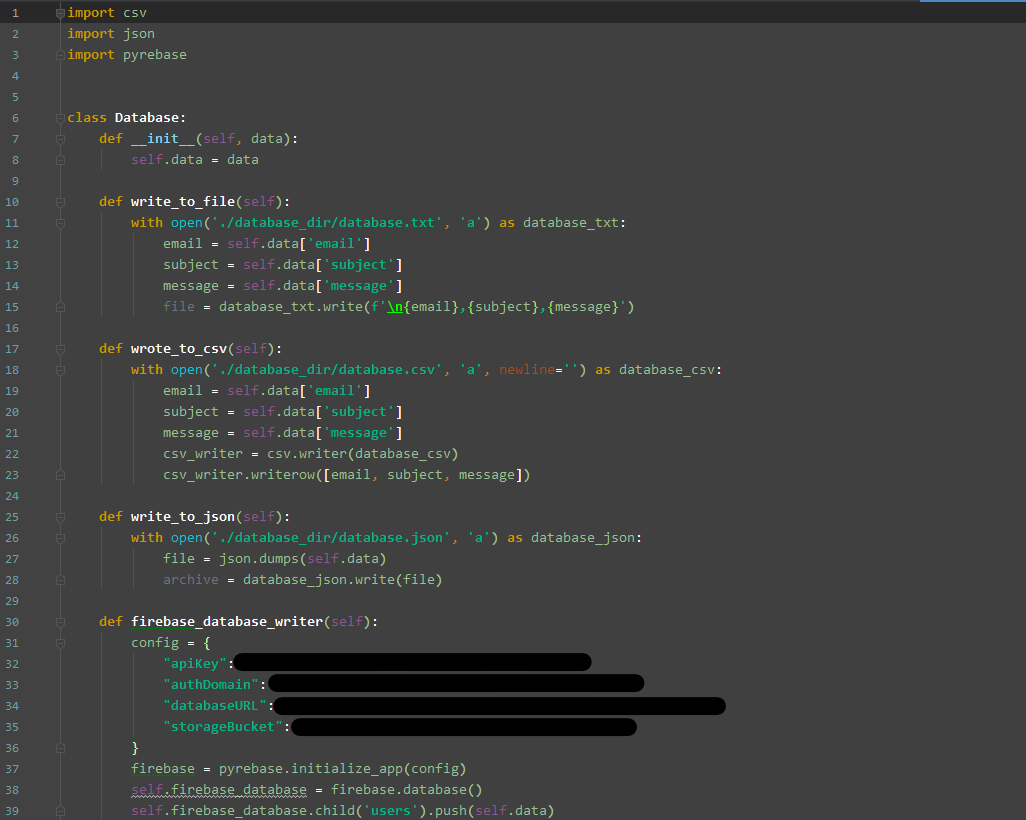 1 import csv
2 import json
3 import pyrebase
4
5
6 class Database:
7     def __init__(self, data):
8         self.data = data
9
10     def write_to_file(self):
11         with open('./database_dir/database.txt', 'a') as database_txt:
12             email = self.data['email']
13             subject = self.data['subject']
14             message = self.data['message']
15             file = database_txt.write(f'\n{email},{subject},{message}')
16
17     def wrote_to_csv(self):
18         with open('./database_dir/database.csv', 'a', newline='') as database_csv:
19             email = self.data['email']
20             subject = self.data['subject']
21             message = self.data['message']
22             csv_writer = csv.writer(database_csv)
23             csv_writer.writerow([email, subject, message])
24
25     def write_to_json(self):
26         with open('./database_dir/database.json', 'a') as database_json:
27             file = json.dumps(self.data)
28             archive = database_json.write(file)
29
30     def firebase_database_writer(self):
31         config = {
32             "apiKey":
33             "authDomain":
34             "databaseURL":
35             "storageBucket":
36         }
37         firebase = pyrebase.initialize_app(config)
38         self.firebase_database = firebase.database()
39         self.firebase_database.child('users').push(self.data)